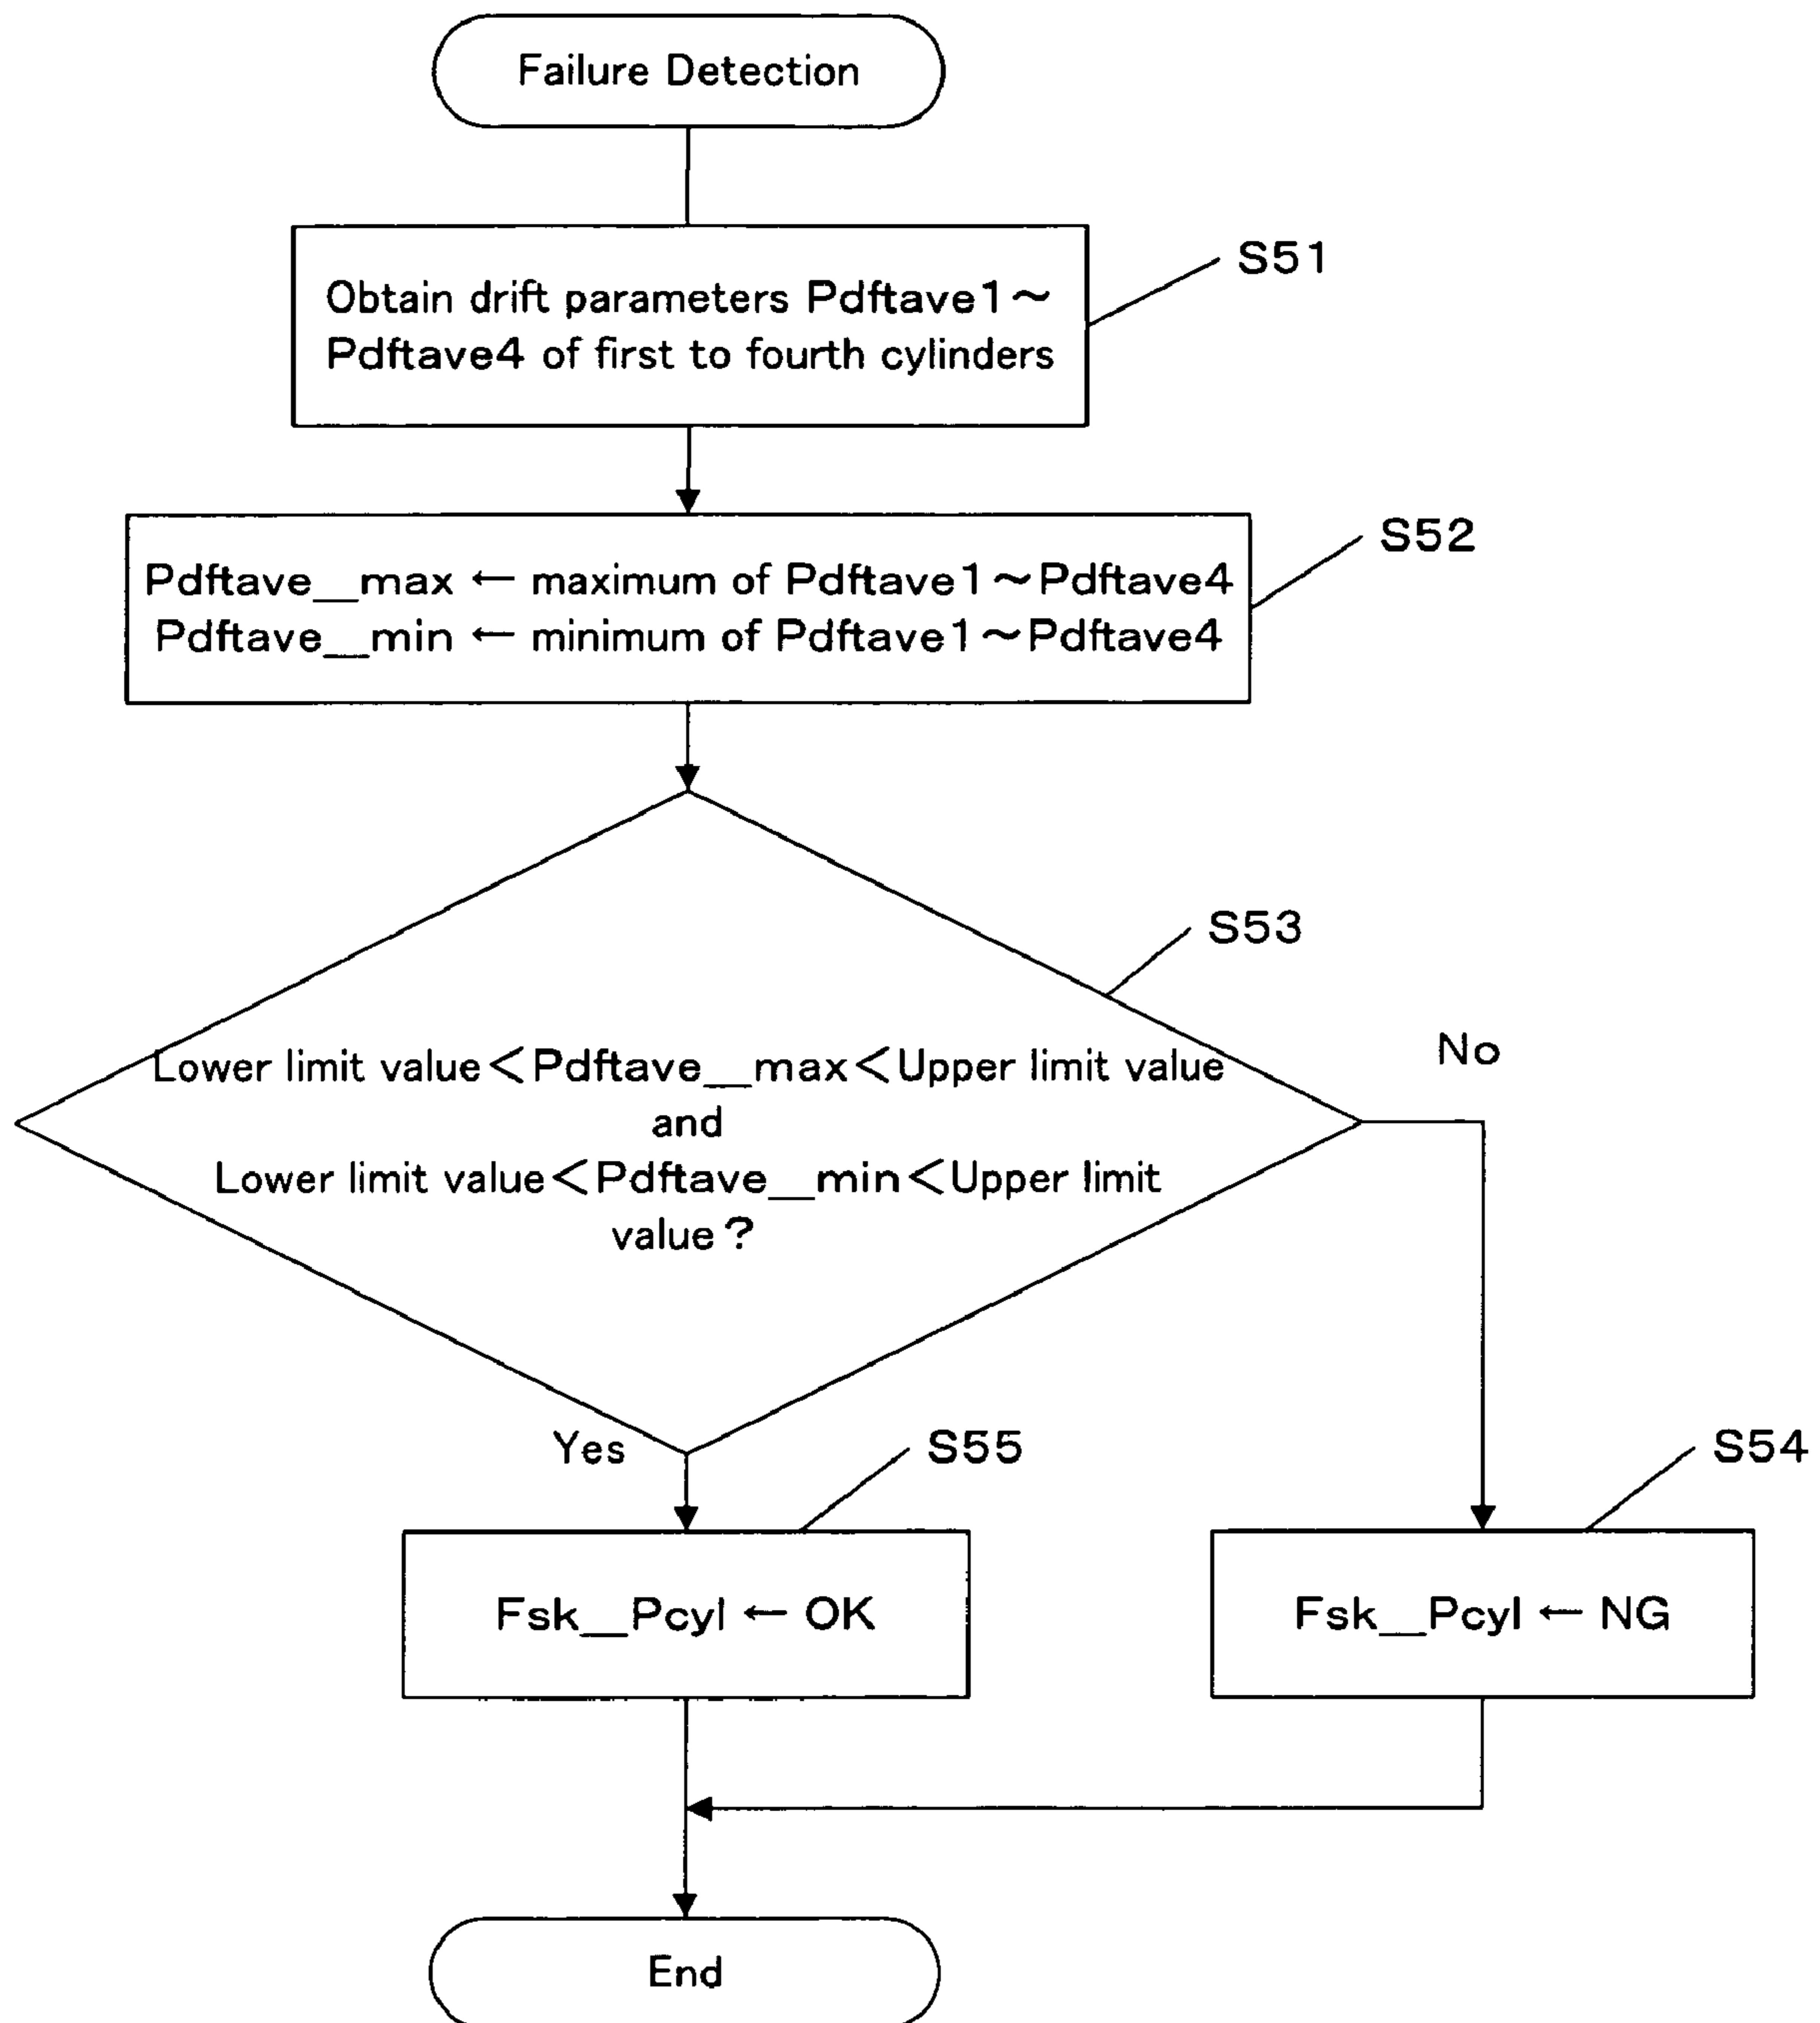 Failure Detection
S51
Obtain drift parameters Pdftave1～
Pdftave4 of first to fourth cylinders
S52
Pdftave__max ← maximum of Pdftave1～Pdftave4
Pdftave__min ← minimum of Pdftave1～Pdftave4
S53
No
Lower limit value＜Pdftave__max＜Upper limit value
and
Lower limit value＜Pdftave__min＜Upper limit
value？
Yes
S55
S54
Fsk__Pcyl ← OK
Fsk__Pcyl ← NG
End